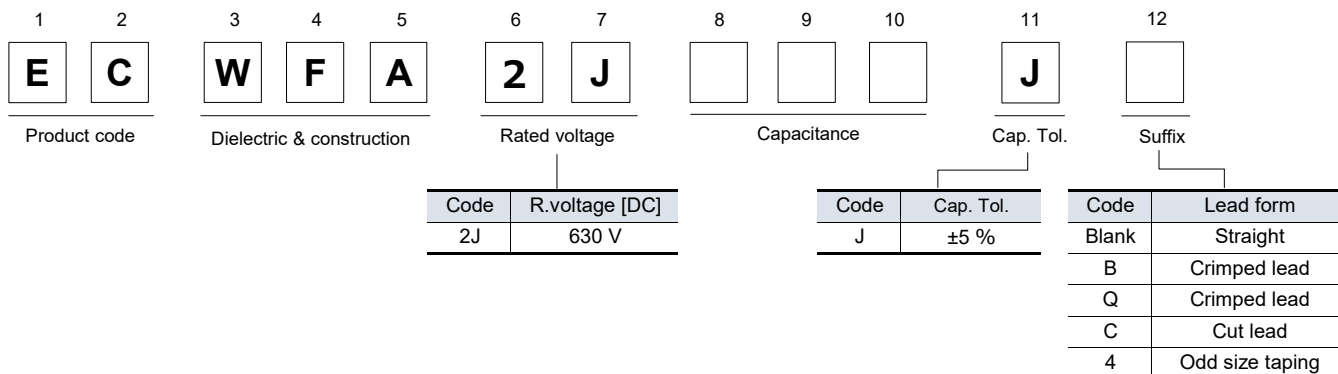 1 2 3 4 5 6 7 8 9 10 11 12
E C W F A 2 J J
Product code Dielectric & construction Rated voltage Capacitance Cap. Tol. Suffix
Code R.voltage [DC] Code Cap. Tol. Code Lead form
2J 630 V J ±5 % Blank Straight
B Crimped lead
Q Crimped lead
C Cut lead
4 Odd size taping